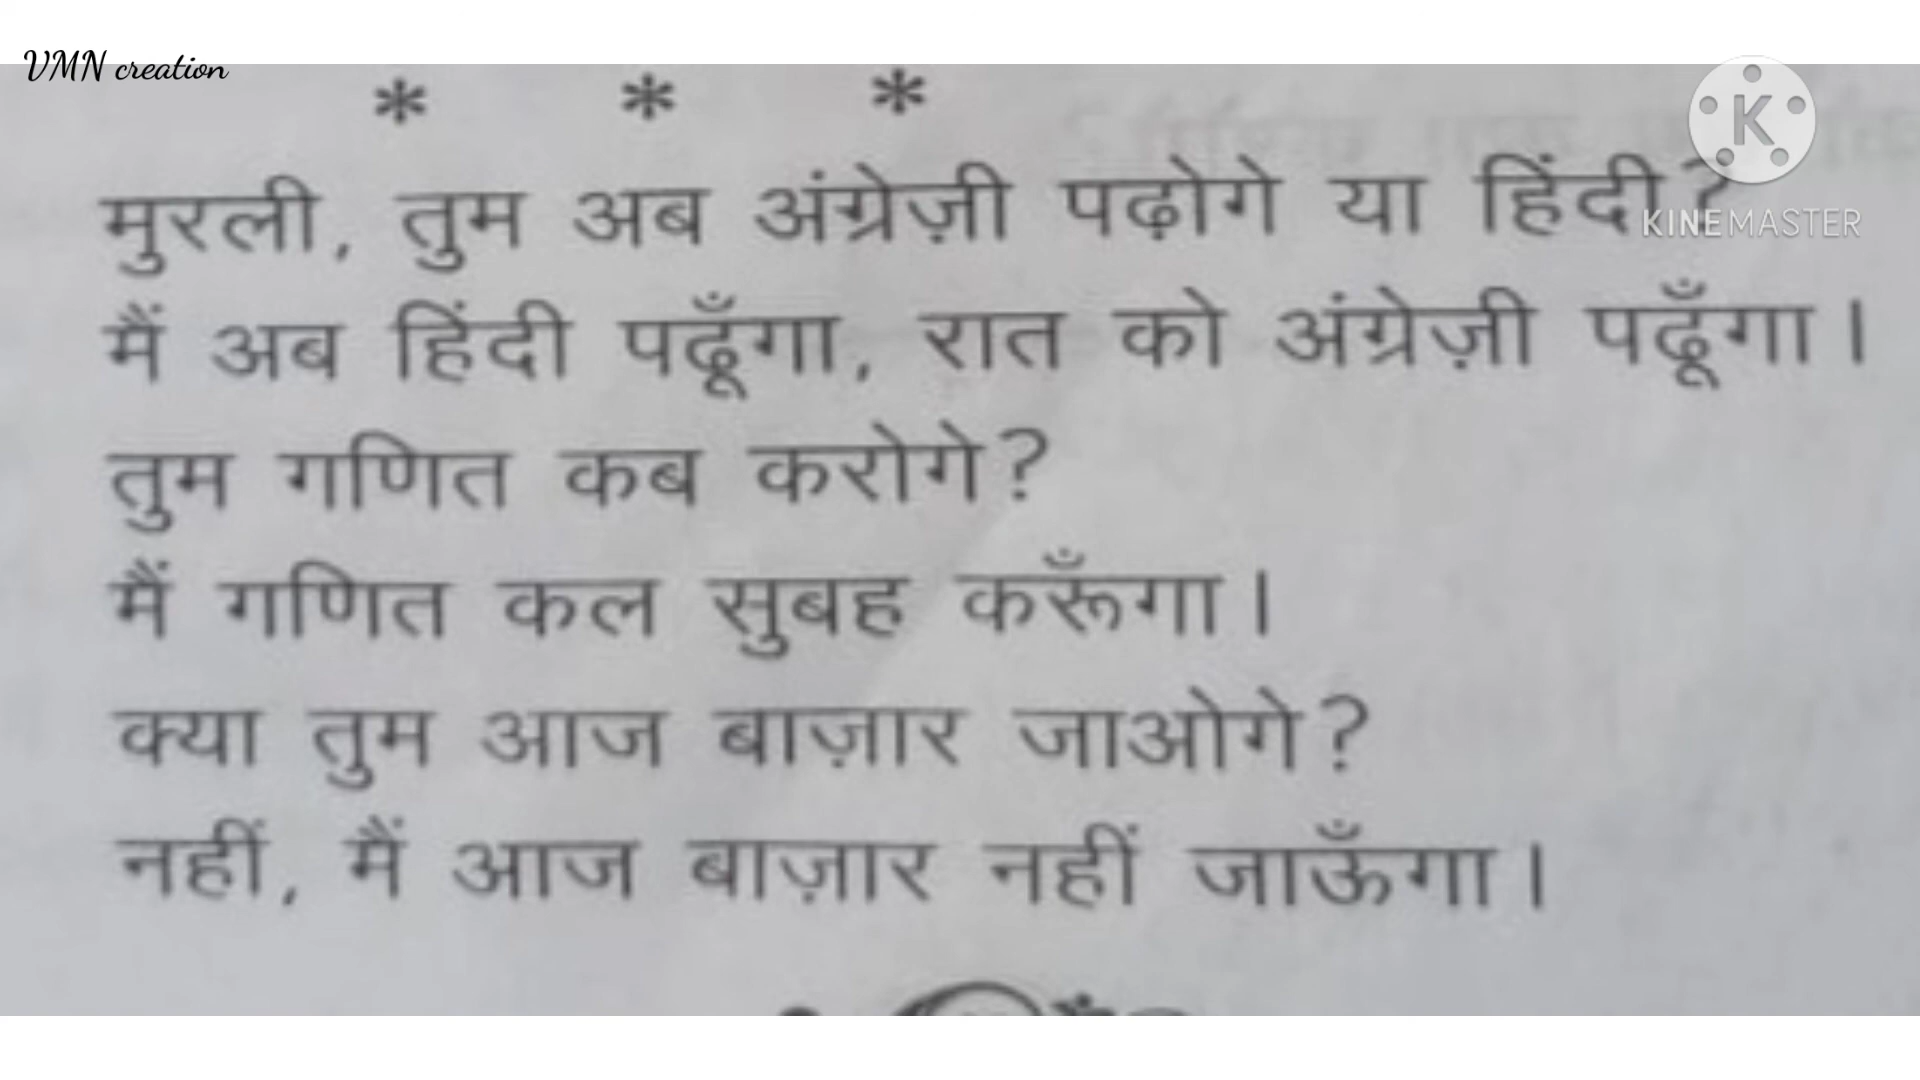 VMN creation
* * *
मुरली, तुम अब अंग्रेज़ी पढ़ोगे या हिंदी?
KINEMASTER
मैं अब हिंदी पढूँगा, रात को अंग्रेज़ी पढूँगा।
तुम गणित कब करोगे?
मैं गणित कल सुबह करूँगा।
क्या तुम आज बाज़ार जाओगे?
नहीं, मैं आज बाज़ार नहीं जाऊँगा।